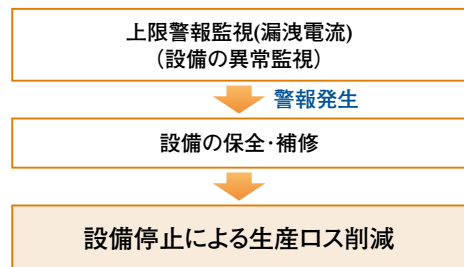 上限警報監視(漏洩電流)
（設備の異常監視）
警報発生
設備の保全・補修
設備停止による生産ロス削減